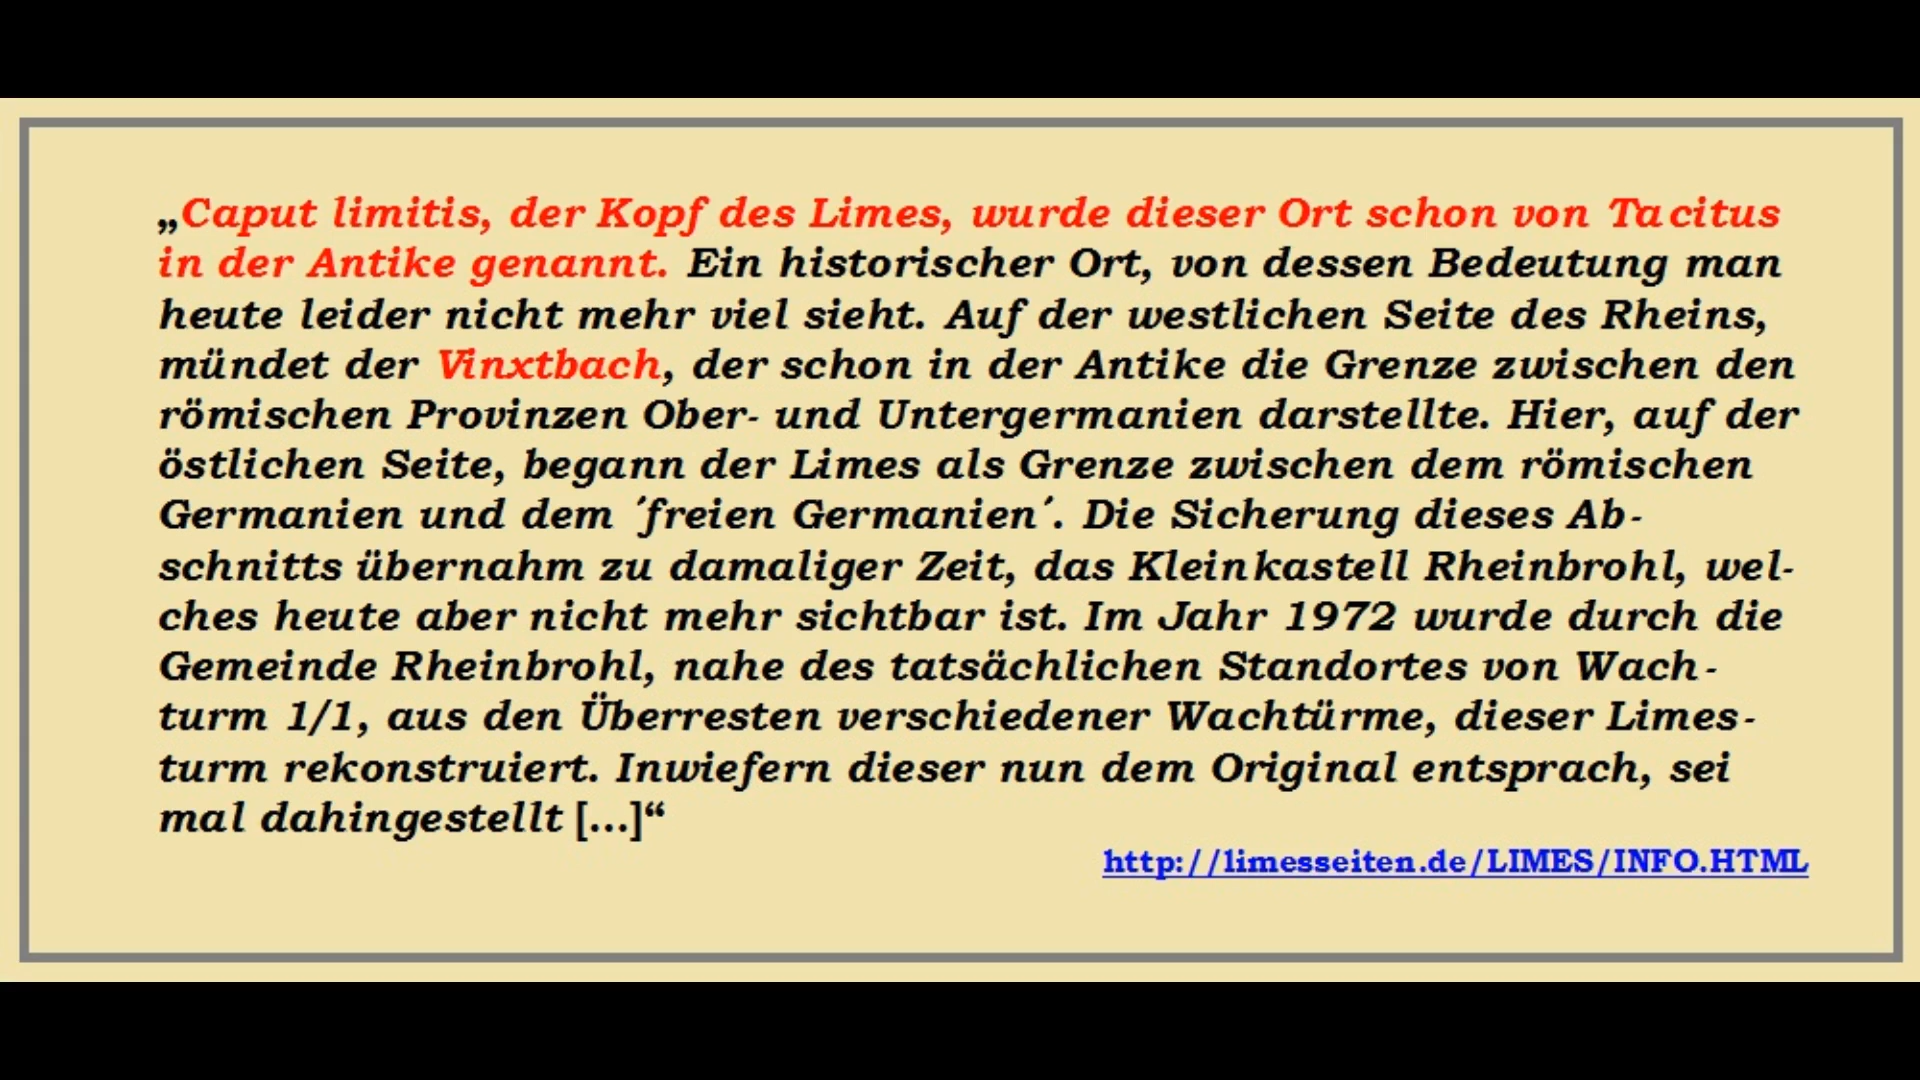 „Caput limitis, der Kopf des Limes, wurde dieser Ort schon von Tacitus
in der Antike genannt. Ein historischer Ort, von dessen Bedeutung man
heute leider nicht mehr viel sieht. Auf der westlichen Seite des Rheins,
mündet der Vinxtbach, der schon in der Antike die Grenze zwischen den
römischen Provinzen Ober- und Untergermanien darstellte. Hier, auf der
östlichen Seite, begann der Limes als Grenze zwischen dem römischen
Germanien und dem ´freien Germanien´. Die Sicherung dieses Ab-
schnitts übernahm zu damaliger Zeit, das Kleinkastell Rheinbrohl, wel-
ches heute aber nicht mehr sichtbar ist. Im Jahr 1972 wurde durch die
Gemeinde Rheinbrohl, nahe des tatsächlichen Standortes von Wach-
turm 1/1, aus den Überresten verschiedener Wachtürme, dieser Limes-
turm rekonstruiert. Inwiefern dieser nun dem Original entsprach, sei
mal dahingestellt [...]“
http://limesseiten.de/LIMES/INFO.HTML